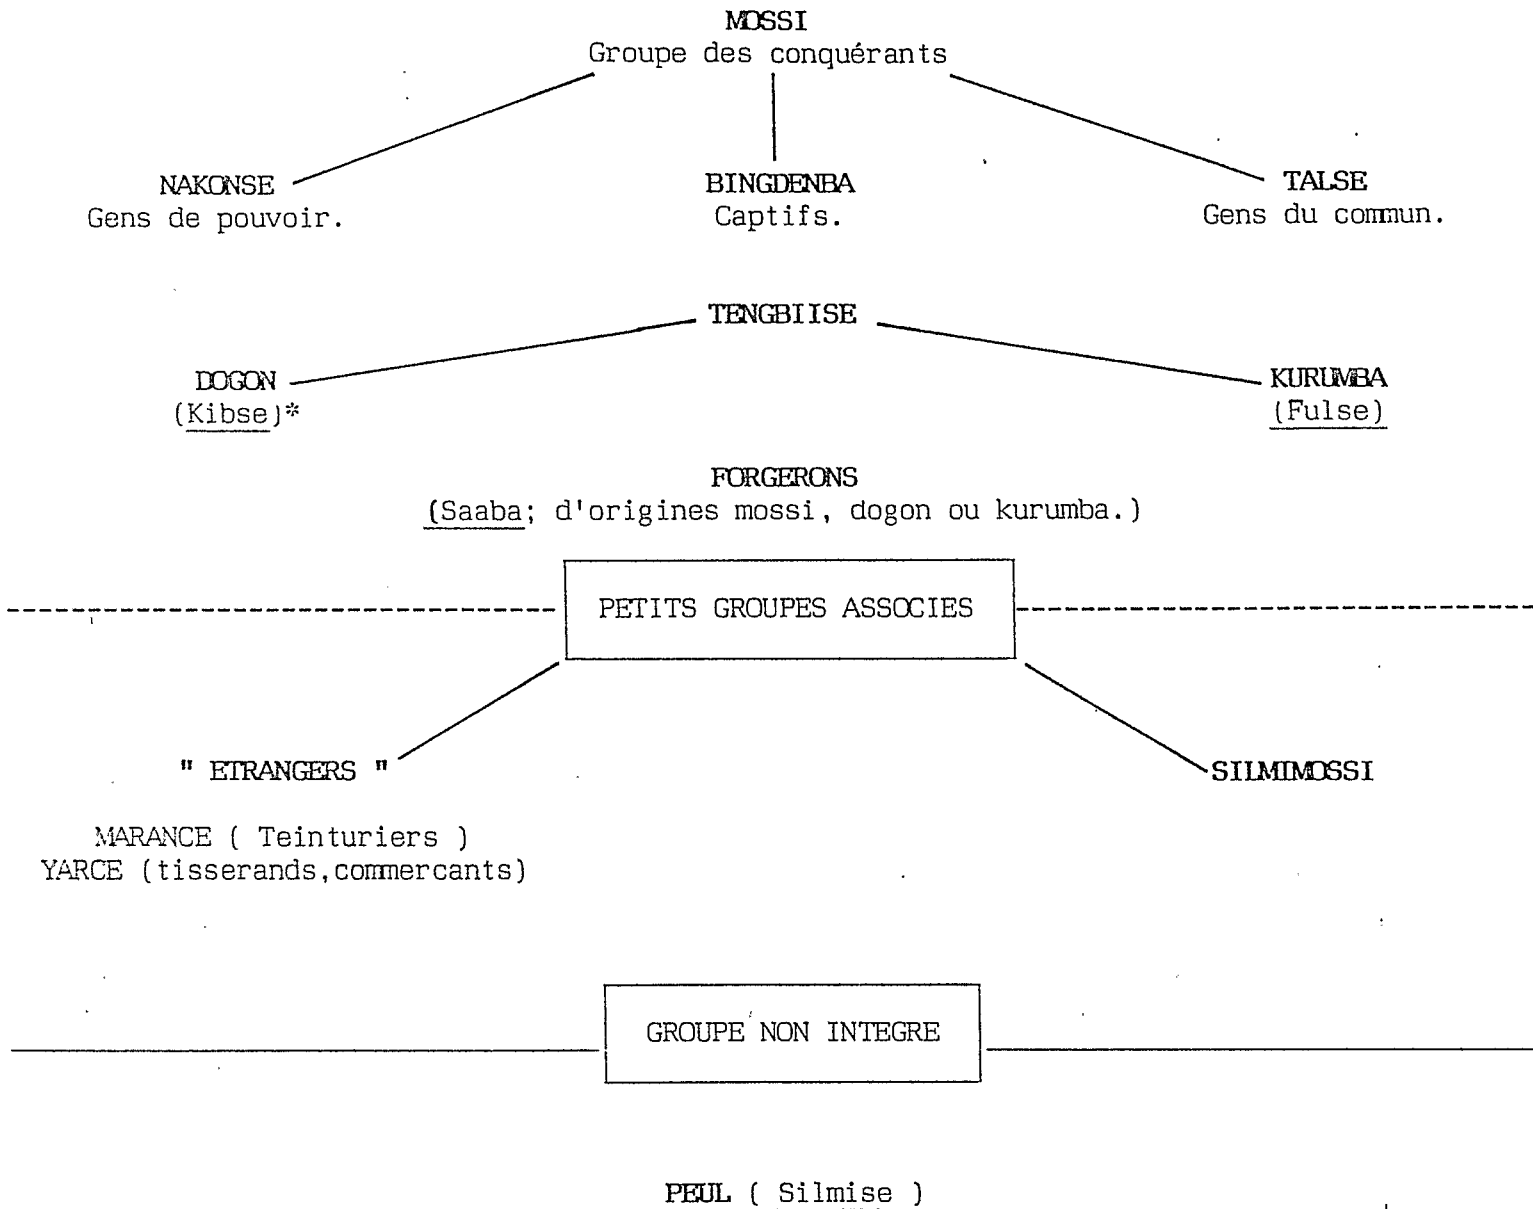 MOSSI
Groupe des conquérants
NAKONSE
Gens de pouvoir.
BINGDENBA
Captifs.
TALSE
Gens du commun.
TENGBIISE
DOGON
(Kibse)*
KURUMBA
(Fulse)
FORGERONS
(Saaba; d'origines mossi, dogon ou kurumba.)
PETITS GROUPES ASSOCIES
" ETRANGERS "
SILMIMOSSI
MARANCE ( Teinturiers )
YARCE (tisserands,commercants)
GROUPE NON INTEGRE
PEUL ( Silmise )